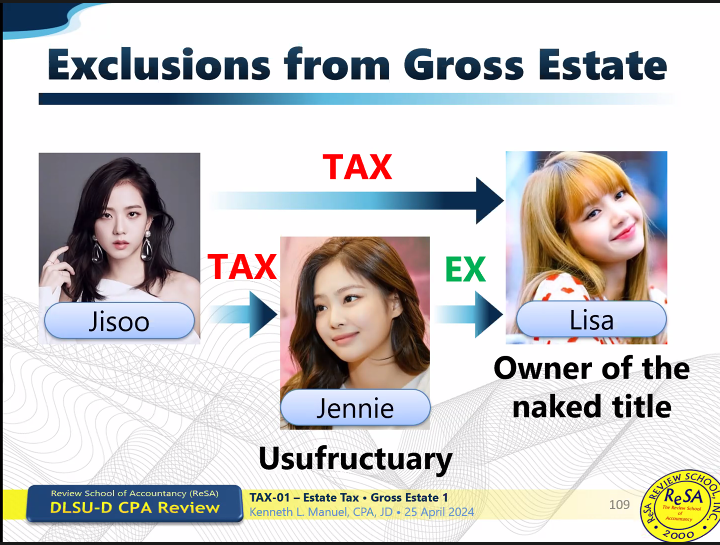 Exclusions from Gross Estate
TAX
TAX
EX
Jisoo
Lisa
Jennie
Owner of the
naked title
Usufructuary
Review School of Accountancy (ReSA)
DLSU-D CPA Review
TAX-01 – Estate Tax • Gross Estate 1
Kenneth L. Manuel, CPA, JD • 25 April 2024
109
ReSA REVIEW SCHOOL, INC.
ReSA
The Review School of
Accountancy
• 2000 •